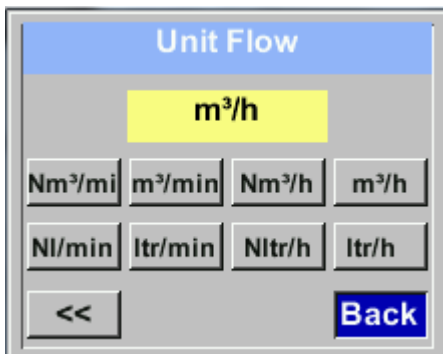 Unit Flow
m³/h
Nm³/mi m³/min Nm³/h m³/h
Nl/min ltr/min Nltr/h ltr/h
<< Back